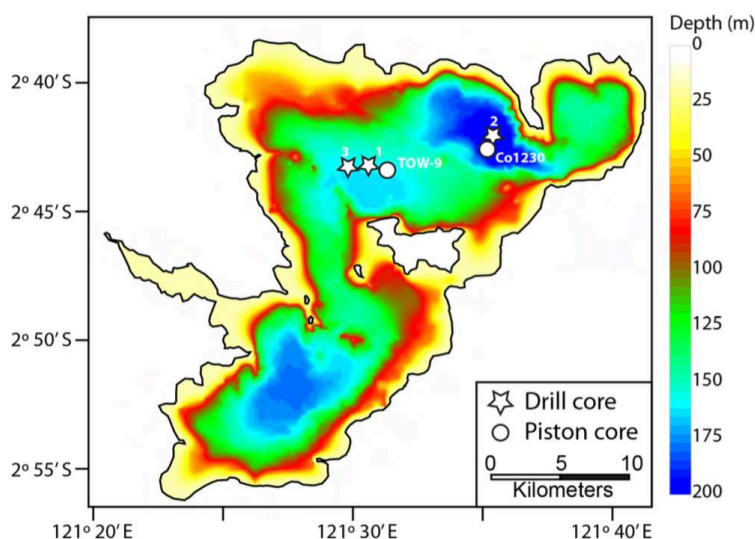 Depth (m)
0
2° 40′ S
25
2
50
3 1 TOW-9 Co1230
2° 45′ S
75
100
2° 50′ S
125
150
Drill core
Piston core
175
0 5 10
2° 55′ S
Kilometers
200
121° 20′ E 121° 30′ E 121° 40′ E